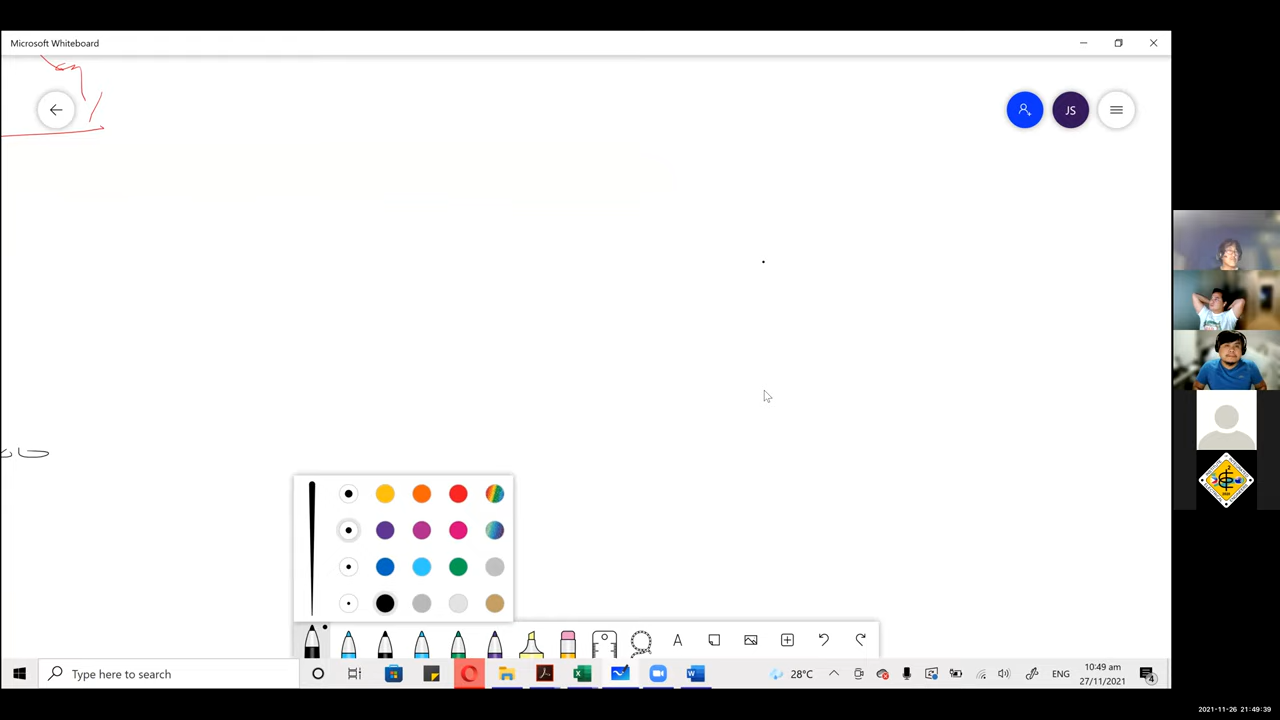 Microsoft Whiteboard
JS
A
Type here to search
28°C
ENG
10:49 am
27/11/2021
4
2021-11-26 21:49:39